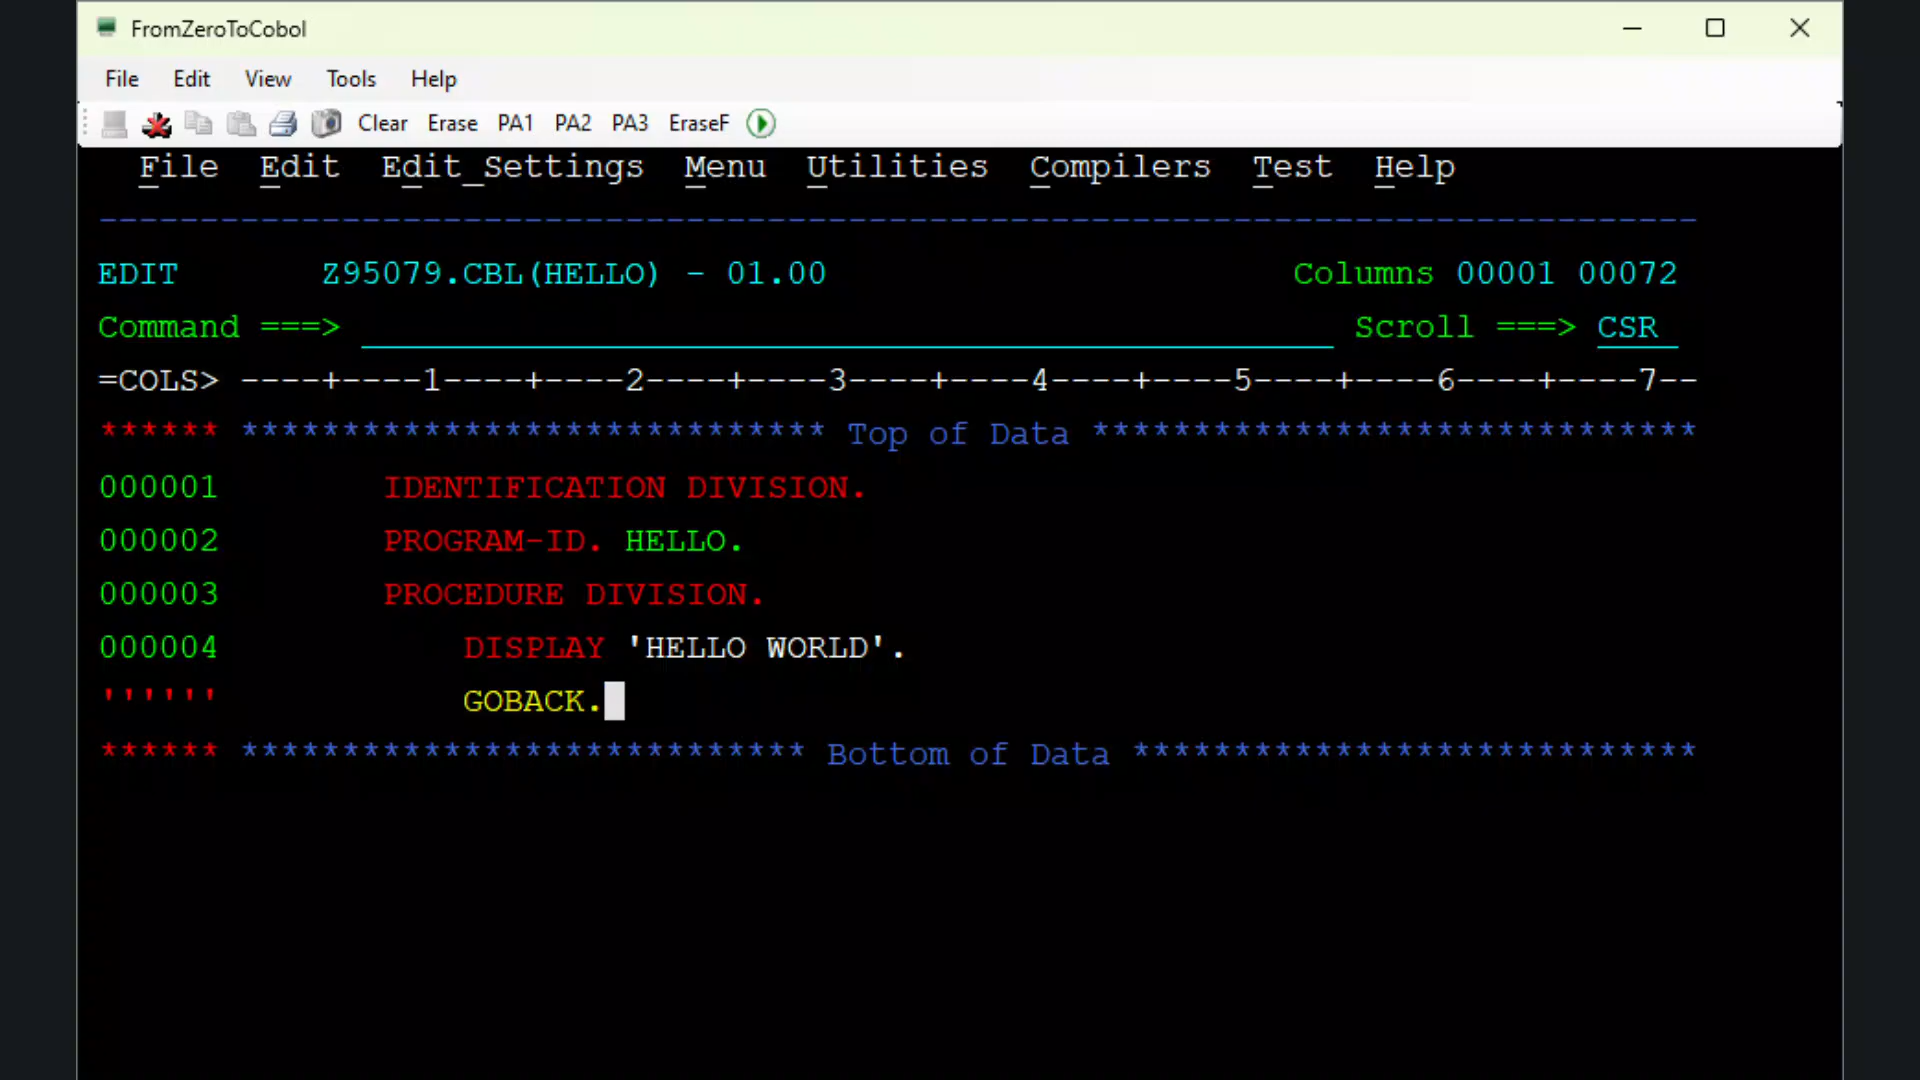 FromZeroToCobol
File Edit View Tools Help
Clear Erase PA1 PA2 PA3 EraseF
File Edit Edit_Settings Menu Utilities Compilers Test Help
--------------------------------------------------------------------------------
EDIT Z95079.CBL(HELLO) - 01.00 Columns 00001 00072
Command ===> Scroll ===> CSR
=COLS> ----+----1----+----2----+----3----+----4----+----5----+----6----+----7--
****** ***************************** Top of Data ******************************
000001 IDENTIFICATION DIVISION.
000002 PROGRAM-ID. HELLO.
000003 PROCEDURE DIVISION.
000004 DISPLAY 'HELLO WORLD'.
'''''' GOBACK.
****** **************************** Bottom of Data ****************************